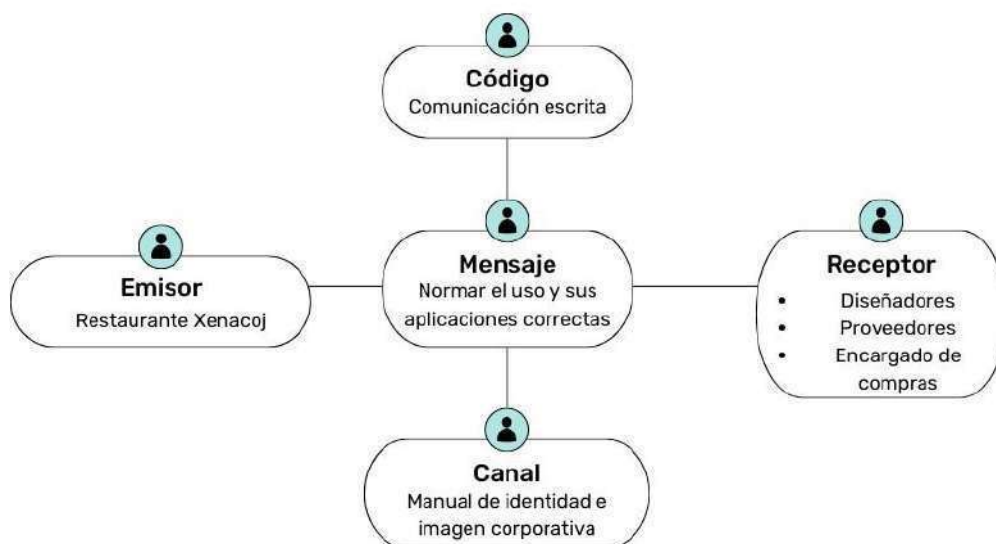 Código
Comunicación escrita
Emisor
Restaurante Xenacoj
Mensaje
Normar el uso y sus
aplicaciones correctas
Receptor
• Diseñadores
• Proveedores
• Encargado de
compras
Canal
Manual de identidad e
imagen corporativa